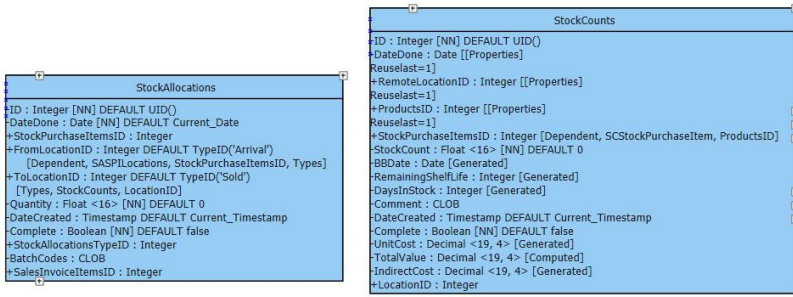 StockAllocations
+ID : Integer [NN] DEFAULT UID()
-DateDone : Date [NN] DEFAULT Current_Date
+StockPurchaseItemsID : Integer
+FromLocationID : Integer DEFAULT TypeID('Arrival')
[Dependent, SASPILocations, StockPurchaseItemsID, Types]
+ToLocationID : Integer DEFAULT TypeID('Sold')
[Types, StockCounts, LocationID]
-Quantity : Float <16> [NN] DEFAULT 0
-DateCreated : Timestamp DEFAULT Current_Timestamp
-Complete : Boolean [NN] DEFAULT false
+StockAllocationsTypeID : Integer
-BatchCodes : CLOB
+SalesInvoiceItemsID : Integer
StockCounts
+ID : Integer [NN] DEFAULT UID()
-DateDone : Date [[Properties]
Reuselast=1]
+RemoteLocationID : Integer [[Properties]
Reuselast=1]
+ProductsID : Integer [[Properties]
Reuselast=1]
+StockPurchaseItemsID : Integer [Dependent, SCStockPurchaseItem, ProductsID]
-StockCount : Float <16> [NN] DEFAULT 0
-BBDate : Date [Generated]
-RemainingShelfLife : Integer [Generated]
-DaysInStock : Integer [Generated]
-Comment : CLOB
-DateCreated : Timestamp DEFAULT Current_Timestamp
-Complete : Boolean [NN] DEFAULT false
-UnitCost : Decimal <19, 4> [Generated]
-TotalValue : Decimal <19, 4> [Computed]
-IndirectCost : Decimal <19, 4> [Generated]
+LocationID : Integer